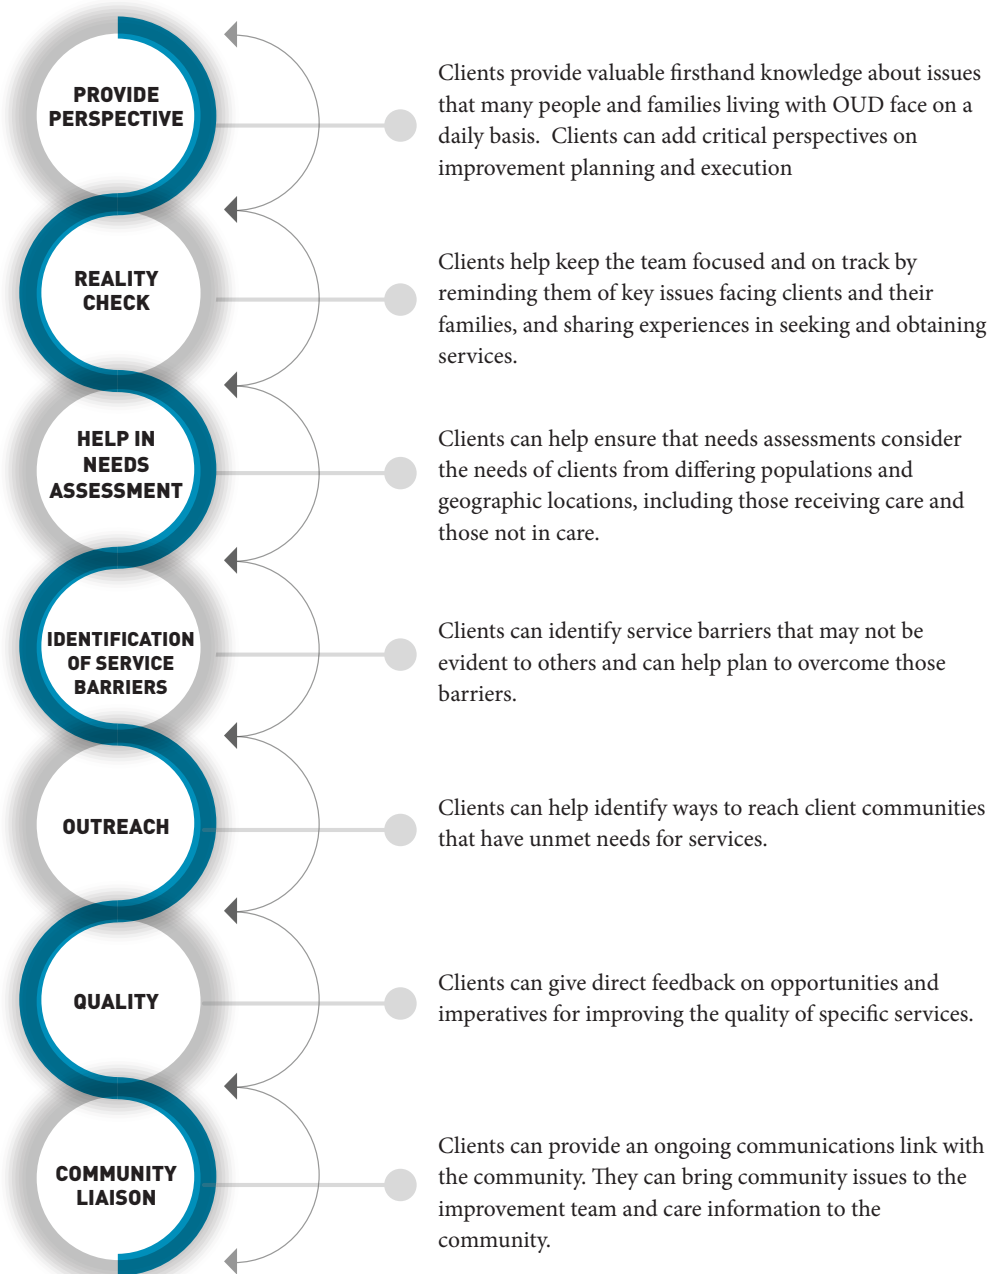 PROVIDE
PERSPECTIVE
Clients provide valuable firsthand knowledge about issues
that many people and families living with OUD face on a
daily basis.  Clients can add critical perspectives on
improvement planning and execution
REALITY
CHECK
Clients help keep the team focused and on track by
reminding them of key issues facing clients and their
families, and sharing experiences in seeking and obtaining
services.
HELP IN
NEEDS
ASSESSMENT
Clients can help ensure that needs assessments consider
the needs of clients from differing populations and
geographic locations, including those receiving care and
those not in care.
IDENTIFICATION
OF SERVICE
BARRIERS
Clients can identify service barriers that may not be
evident to others and can help plan to overcome those
barriers.
OUTREACH
Clients can help identify ways to reach client communities
that have unmet needs for services.
QUALITY
Clients can give direct feedback on opportunities and
imperatives for improving the quality of specific services.
COMMUNITY
LIAISON
Clients can provide an ongoing communications link with
the community. They can bring community issues to the
improvement team and care information to the
community.